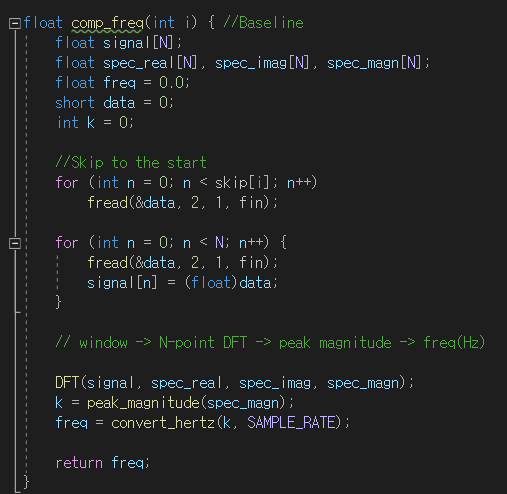 float comp_freq(int i) { //Baseline
float signal[N];
float spec_real[N], spec_imag[N], spec_magn[N];
float freq = 0.0;
short data = 0;
int k = 0;
//Skip to the start
for (int n = 0; n < skip[i]; n++)
fread(&data, 2, 1, fin);
for (int n = 0; n < N; n++) {
fread(&data, 2, 1, fin);
signal[n] = (float)data;
}
// window -> N-point DFT -> peak magnitude -> freq(Hz)
DFT(signal, spec_real, spec_imag, spec_magn);
k = peak_magnitude(spec_magn);
freq = convert_hertz(k, SAMPLE_RATE);
return freq;
}